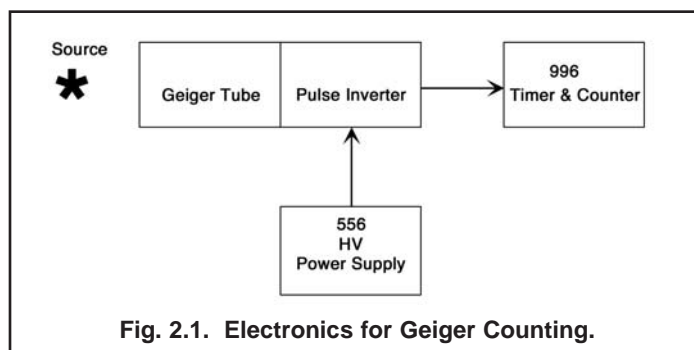 Source
*
Geiger Tube
Pulse Inverter
996
Timer & Counter
556
HV
Power Supply
Fig. 2.1. Electronics for Geiger Counting.